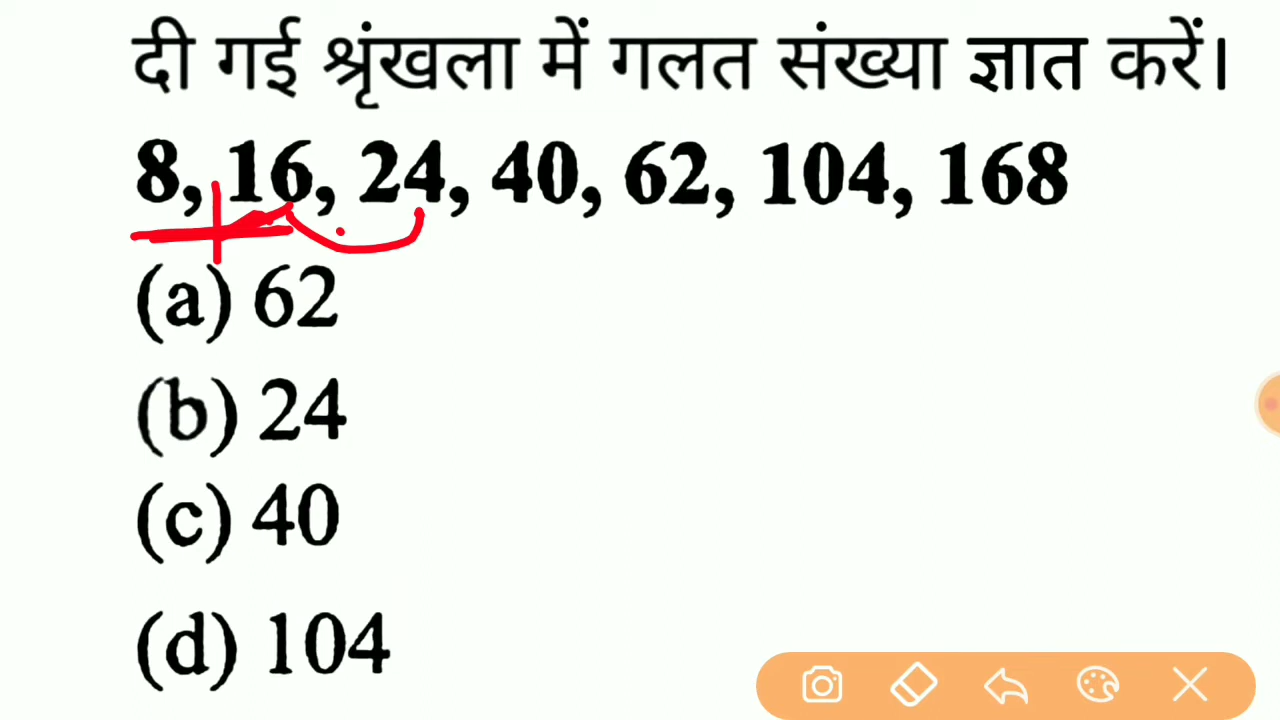 दी गई श्रृंखला में गलत संख्या ज्ञात करें।
8, 16, 24, 40, 62, 104, 168
(a) 62
(b) 24
(c) 40
(d) 104